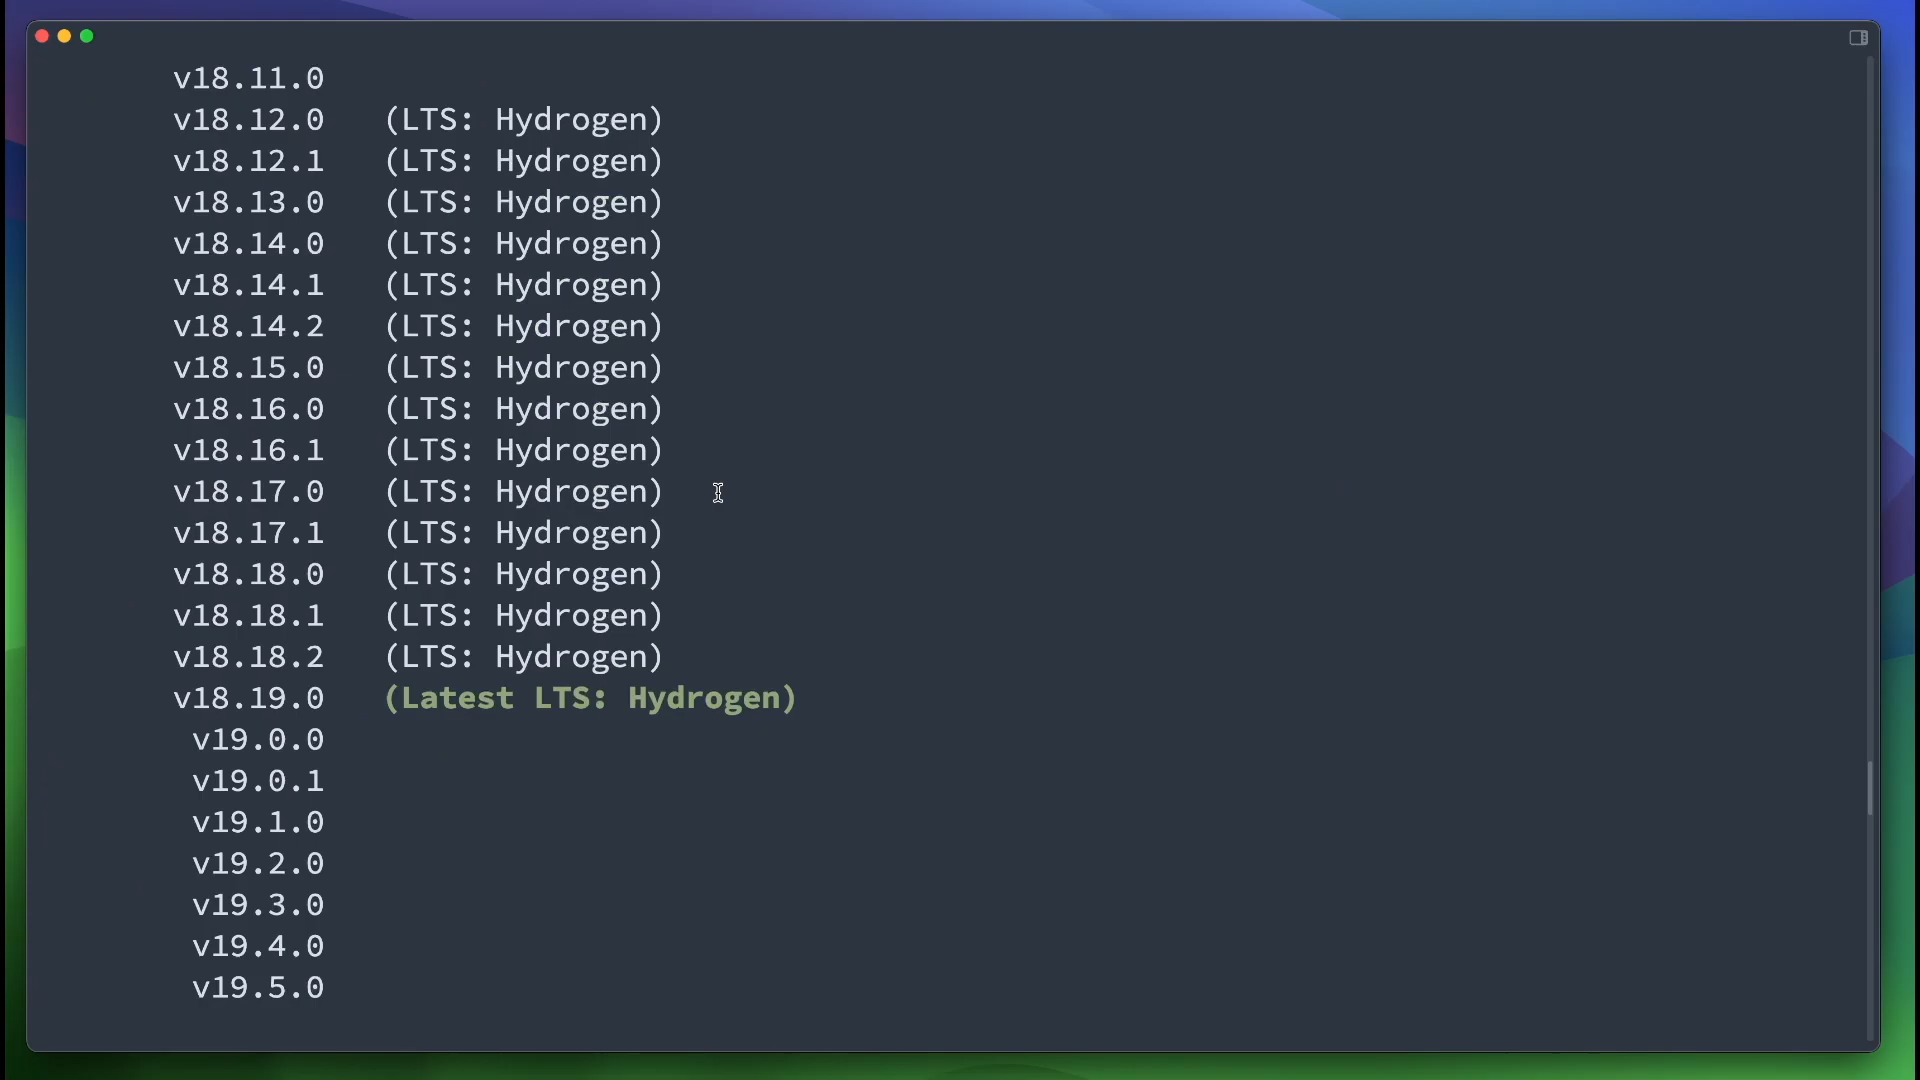 v18.11.0
v18.12.0 (LTS: Hydrogen)
v18.12.1 (LTS: Hydrogen)
v18.13.0 (LTS: Hydrogen)
v18.14.0 (LTS: Hydrogen)
v18.14.1 (LTS: Hydrogen)
v18.14.2 (LTS: Hydrogen)
v18.15.0 (LTS: Hydrogen)
v18.16.0 (LTS: Hydrogen)
v18.16.1 (LTS: Hydrogen)
v18.17.0 (LTS: Hydrogen)
v18.17.1 (LTS: Hydrogen)
v18.18.0 (LTS: Hydrogen)
v18.18.1 (LTS: Hydrogen)
v18.18.2 (LTS: Hydrogen)
v18.19.0 (Latest LTS: Hydrogen)
v19.0.0
v19.0.1
v19.1.0
v19.2.0
v19.3.0
v19.4.0
v19.5.0